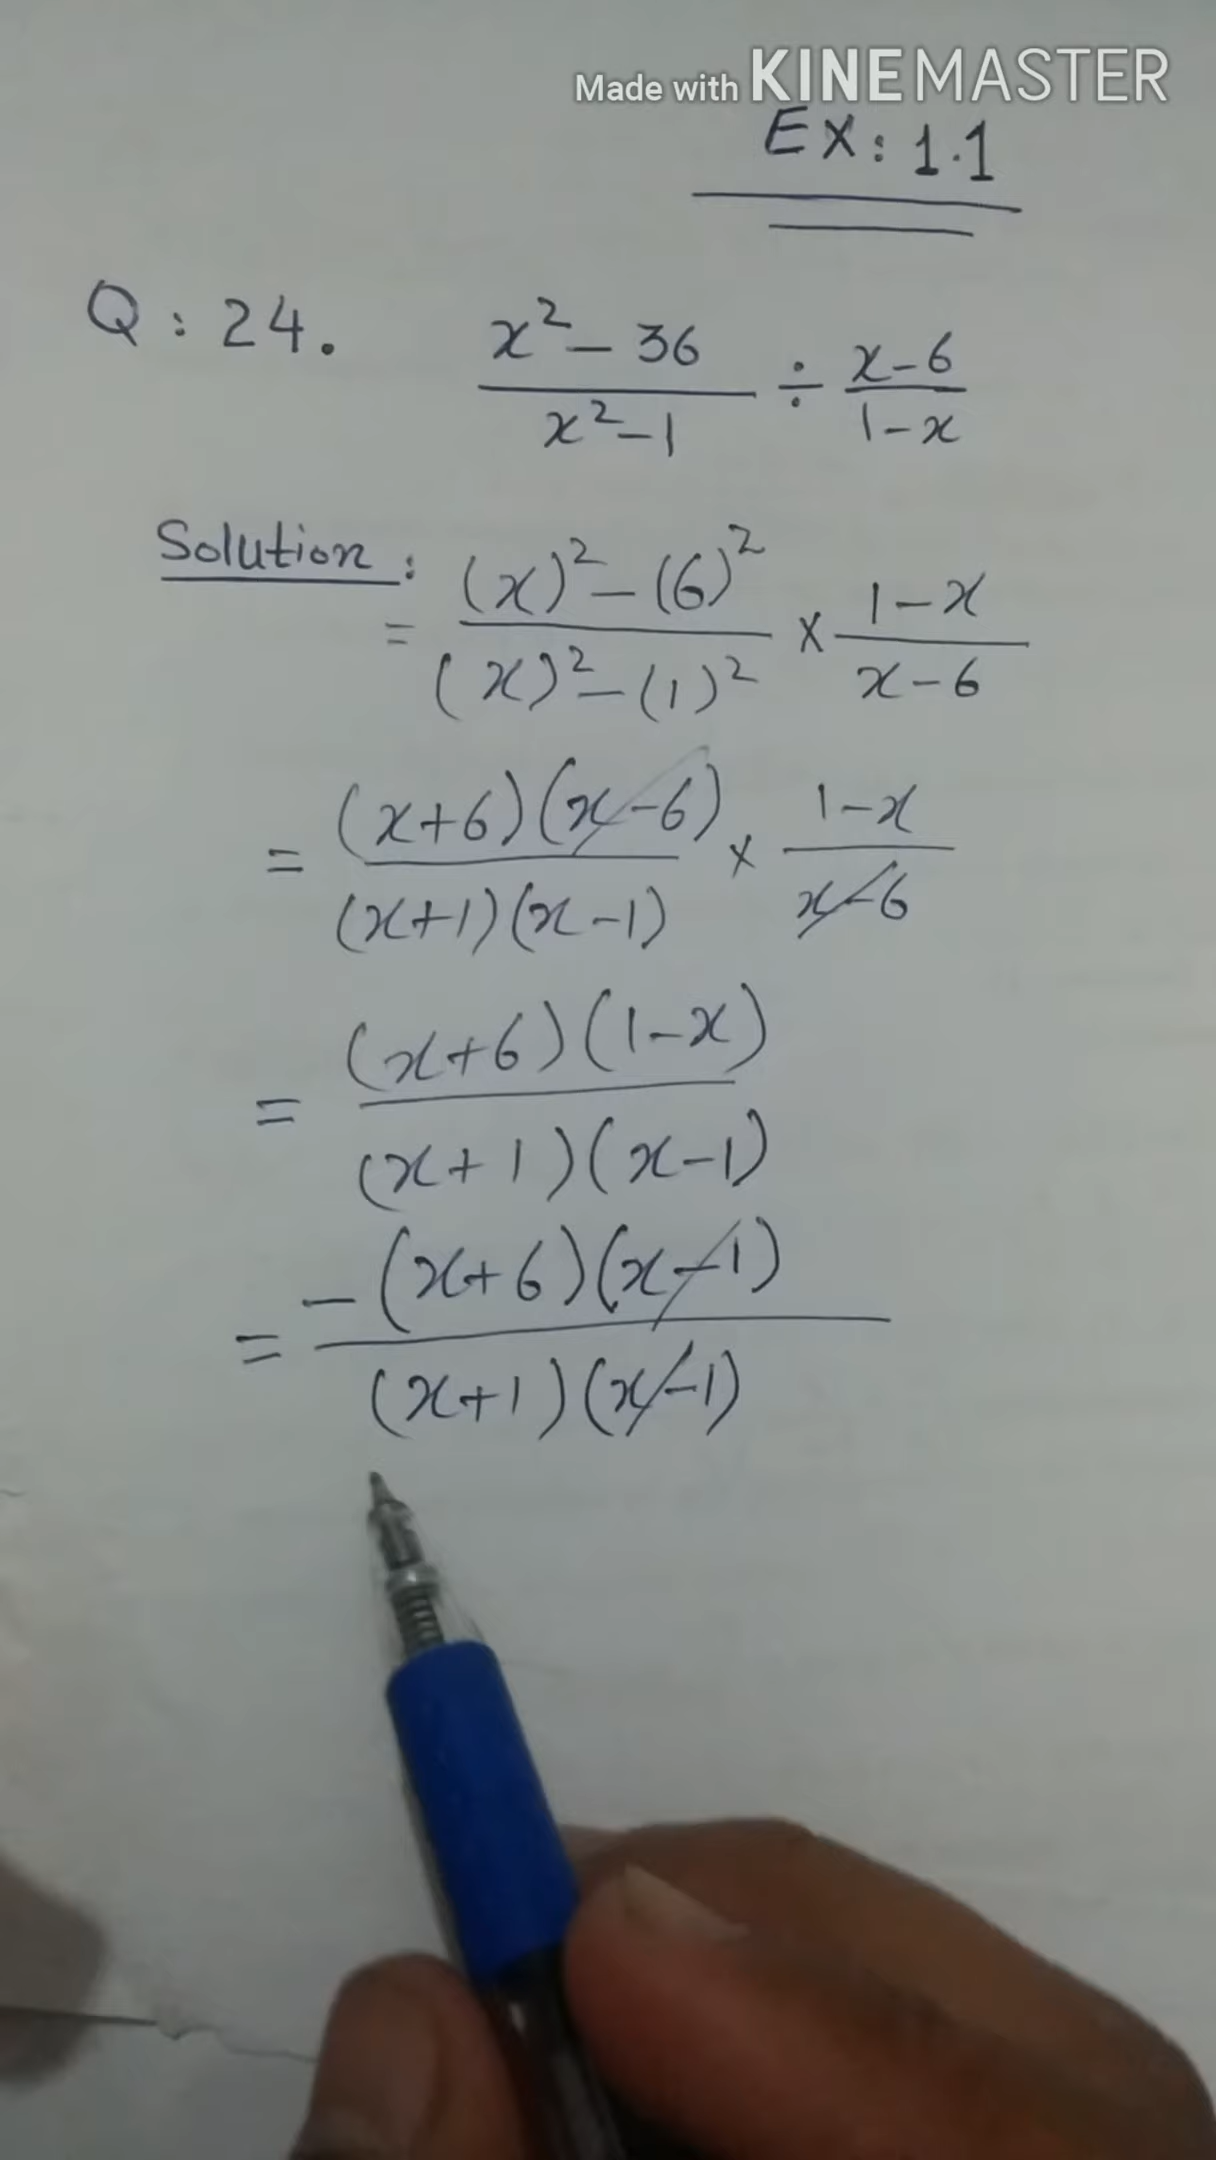 Made with KINEMASTER
EX: 1.1
Q: 24. (x² - 36)/(x² - 1) ÷ (x - 6)/(1 - x)
Solution:
= ((x)² - (6)²)/((x)² - (1)²) × (1 - x)/(x - 6)
= ((x + 6)(x - 6))/((x + 1)(x - 1)) × (1 - x)/(x - 6)
= ((x + 6)(1 - x))/((x + 1)(x - 1))
= (-(x + 6)(x - 1))/((x + 1)(x - 1))